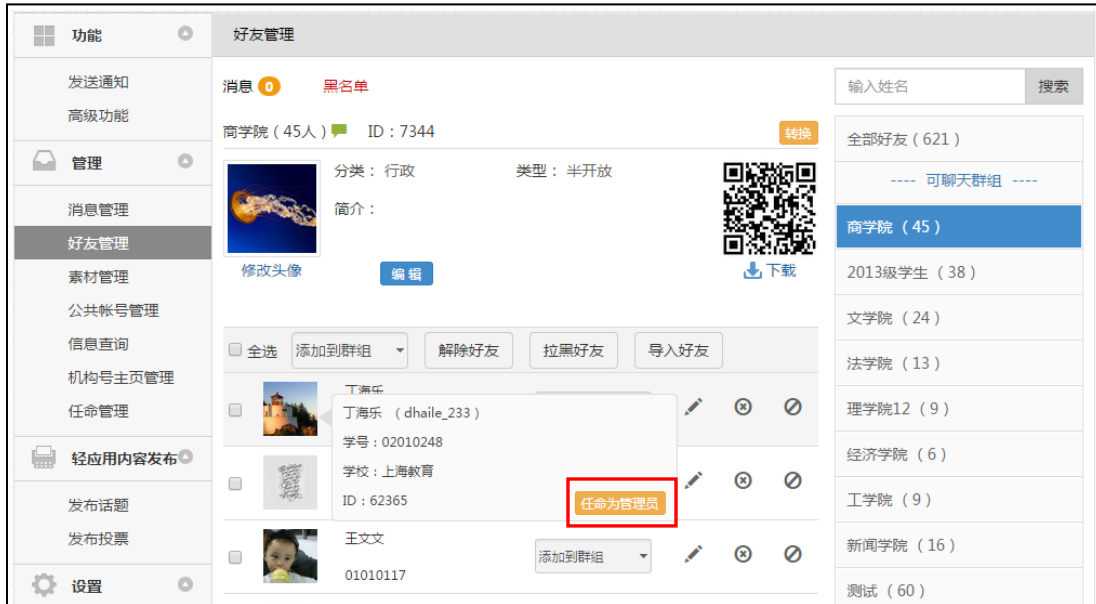 功能
发送通知
高级功能
管理
消息管理
好友管理
素材管理
公共帐号管理
信息查询
机构号主页管理
任命管理
轻应用内容发布
发布话题
发布投票
设置
好友管理
消息 0 黑名单
商学院（45人） ID：7344 转换
分类： 行政 类型： 半开放
简介：
修改头像 编 辑 下载
全选 添加到群组 解除好友 拉黑好友 导入好友
丁海乐
丁海乐 （dhaile_233）
学号：02010248
学校：上海教育
ID：62365 任命为管理员
王文文
添加到群组
01010117
输入姓名 搜索
全部好友（621）
---- 可聊天群组 ----
商学院 （45）
2013级学生 （38）
文学院 （24）
法学院 （13）
理学院12 （9）
经济学院 （6）
工学院 （9）
新闻学院 （16）
测试 （60）